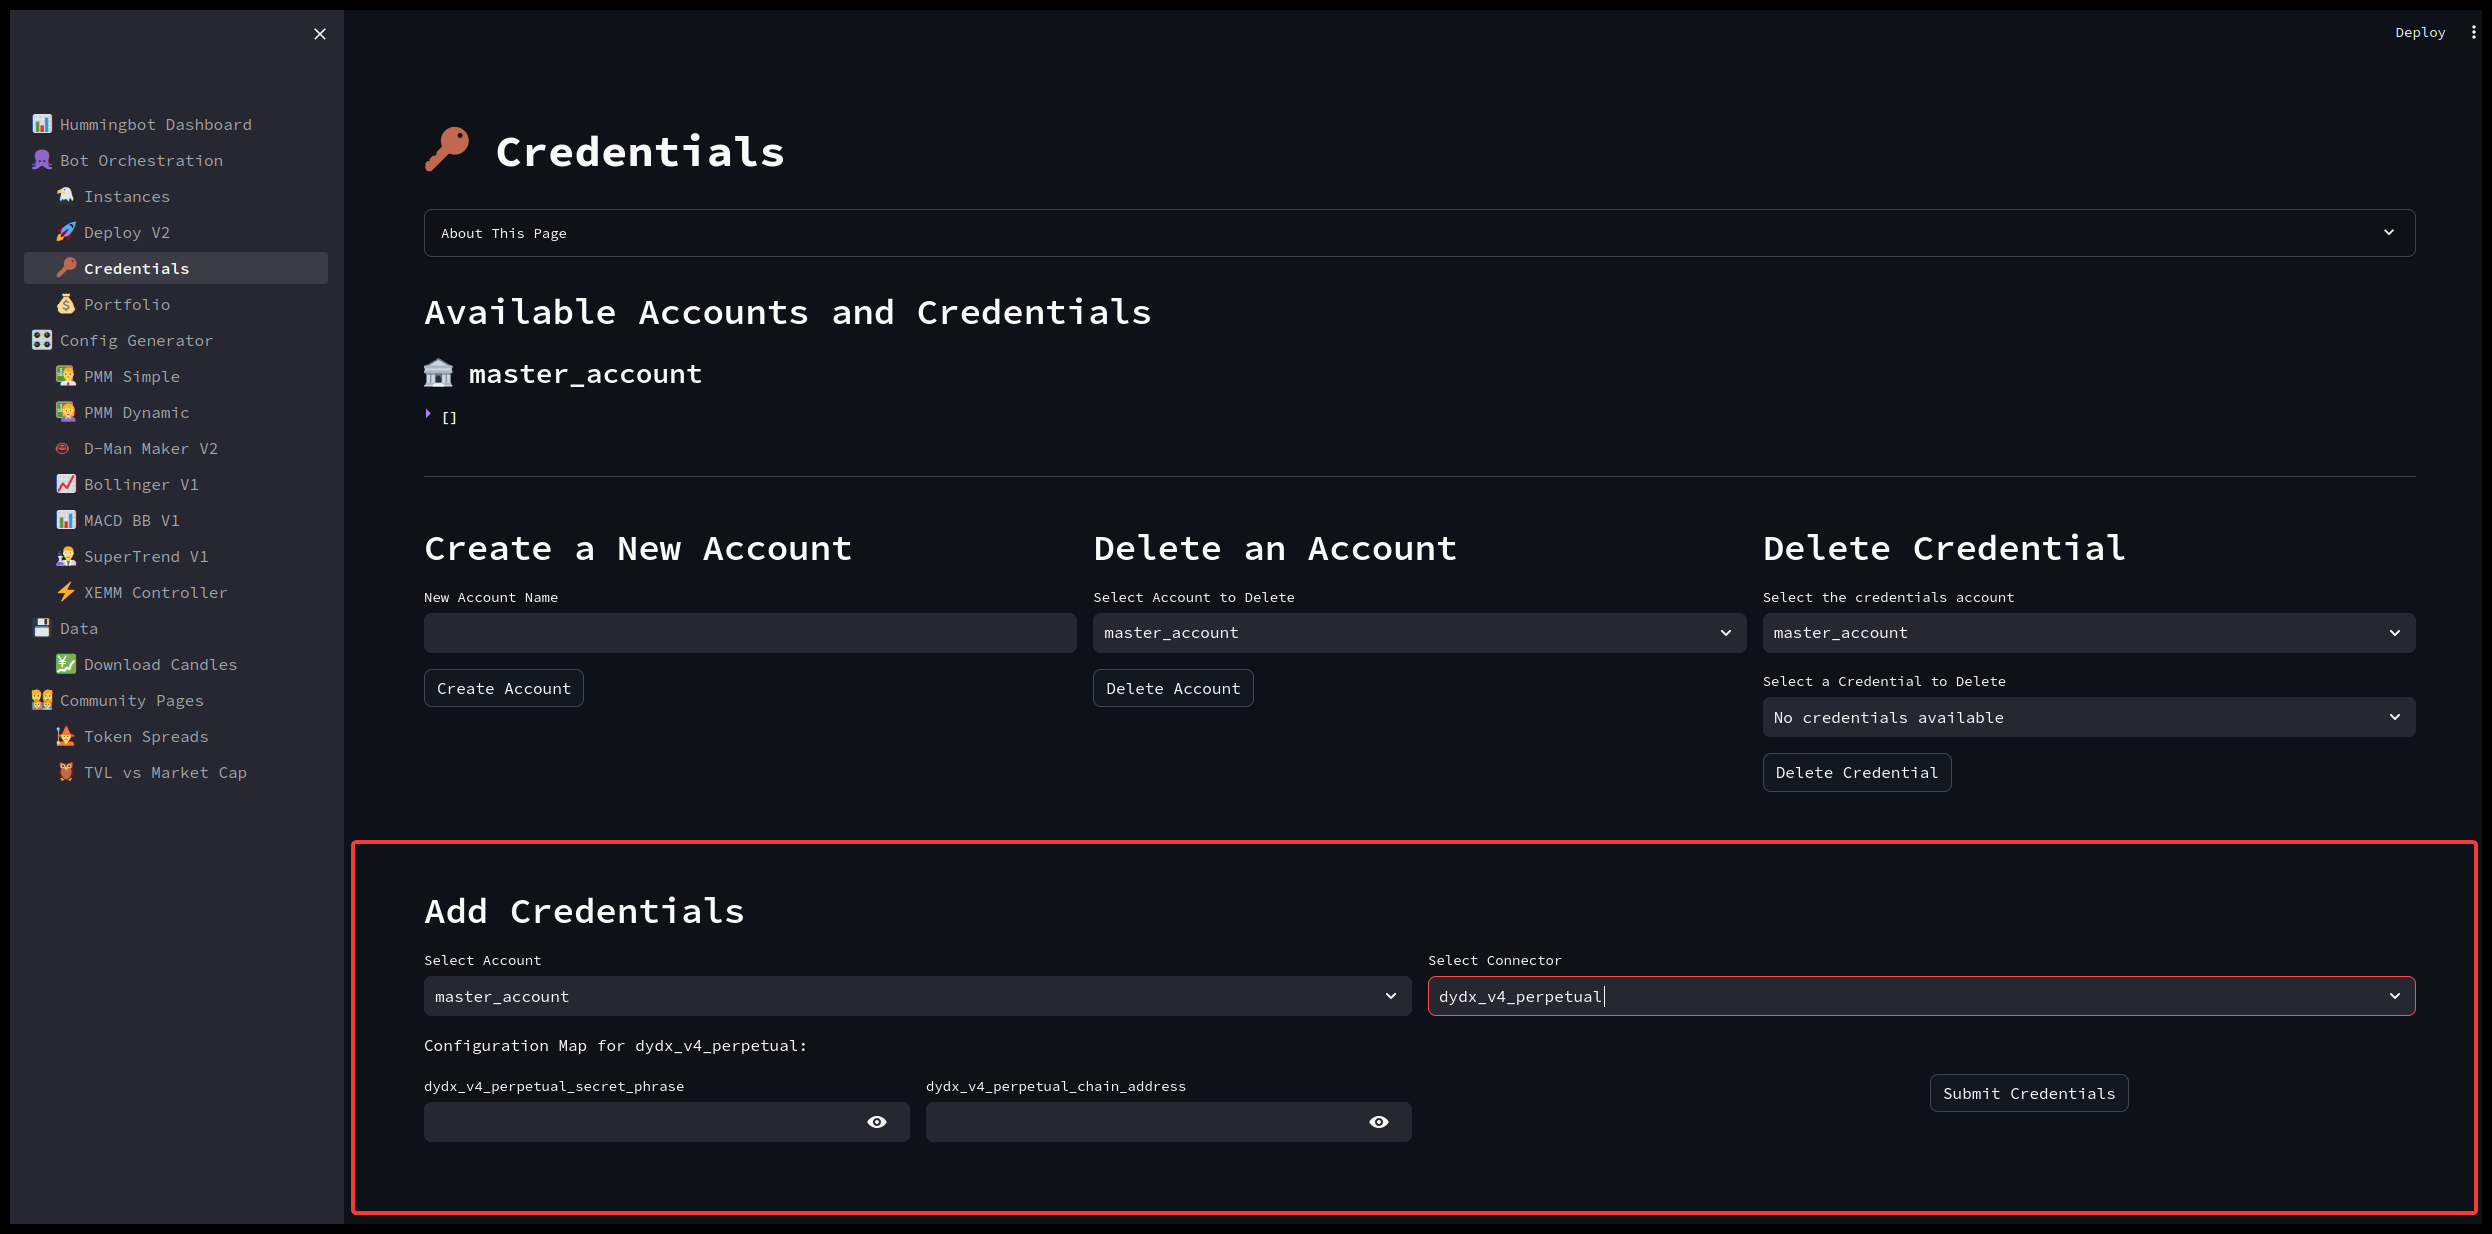 Deploy
Hummingbot Dashboard
Bot Orchestration
Instances
Deploy V2
Credentials
Portfolio
Config Generator
PMM Simple
PMM Dynamic
D-Man Maker V2
Bollinger V1
MACD BB V1
SuperTrend V1
XEMM Controller
Data
Download Candles
Community Pages
Token Spreads
TVL vs Market Cap
Credentials
About This Page
Available Accounts and Credentials
master_account
[]
Create a New Account
New Account Name
Create Account
Delete an Account
Select Account to Delete
master_account
Delete Account
Delete Credential
Select the credentials account
master_account
Select a Credential to Delete
No credentials available
Delete Credential
Add Credentials
Select Account
master_account
Select Connector
dydx_v4_perpetual
Configuration Map for dydx_v4_perpetual:
dydx_v4_perpetual_secret_phrase
dydx_v4_perpetual_chain_address
Submit Credentials